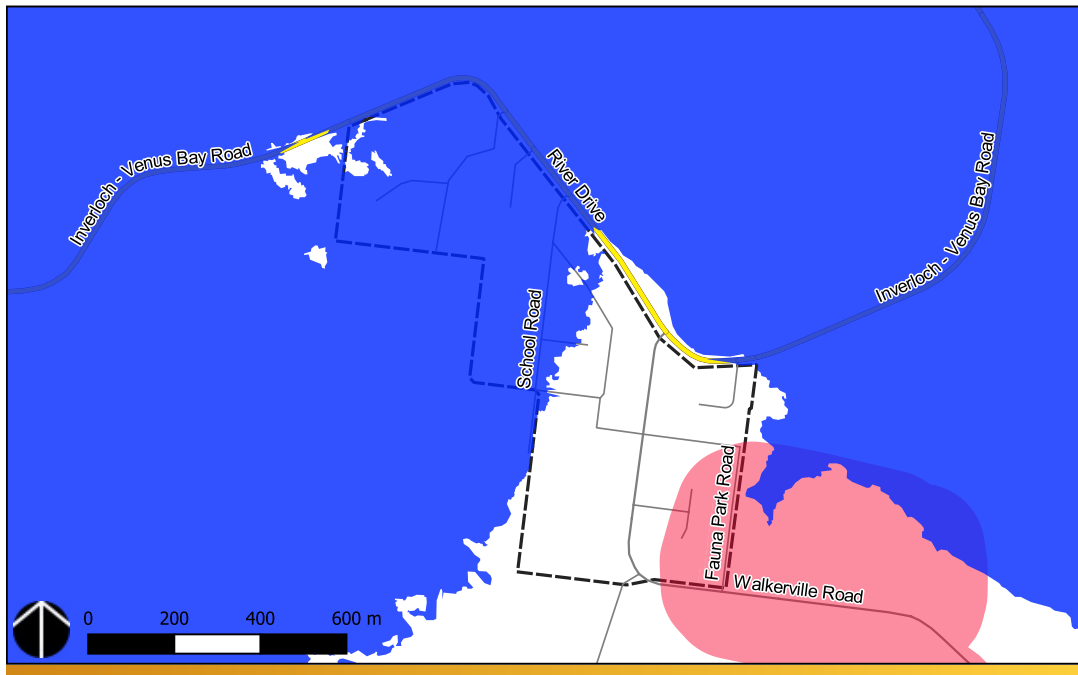 Inverloch - Venus Bay Road
River Drive
Inverloch - Venus Bay Road
School Road
Fauna Park Road
Walkerville Road
0 200 400 600 m